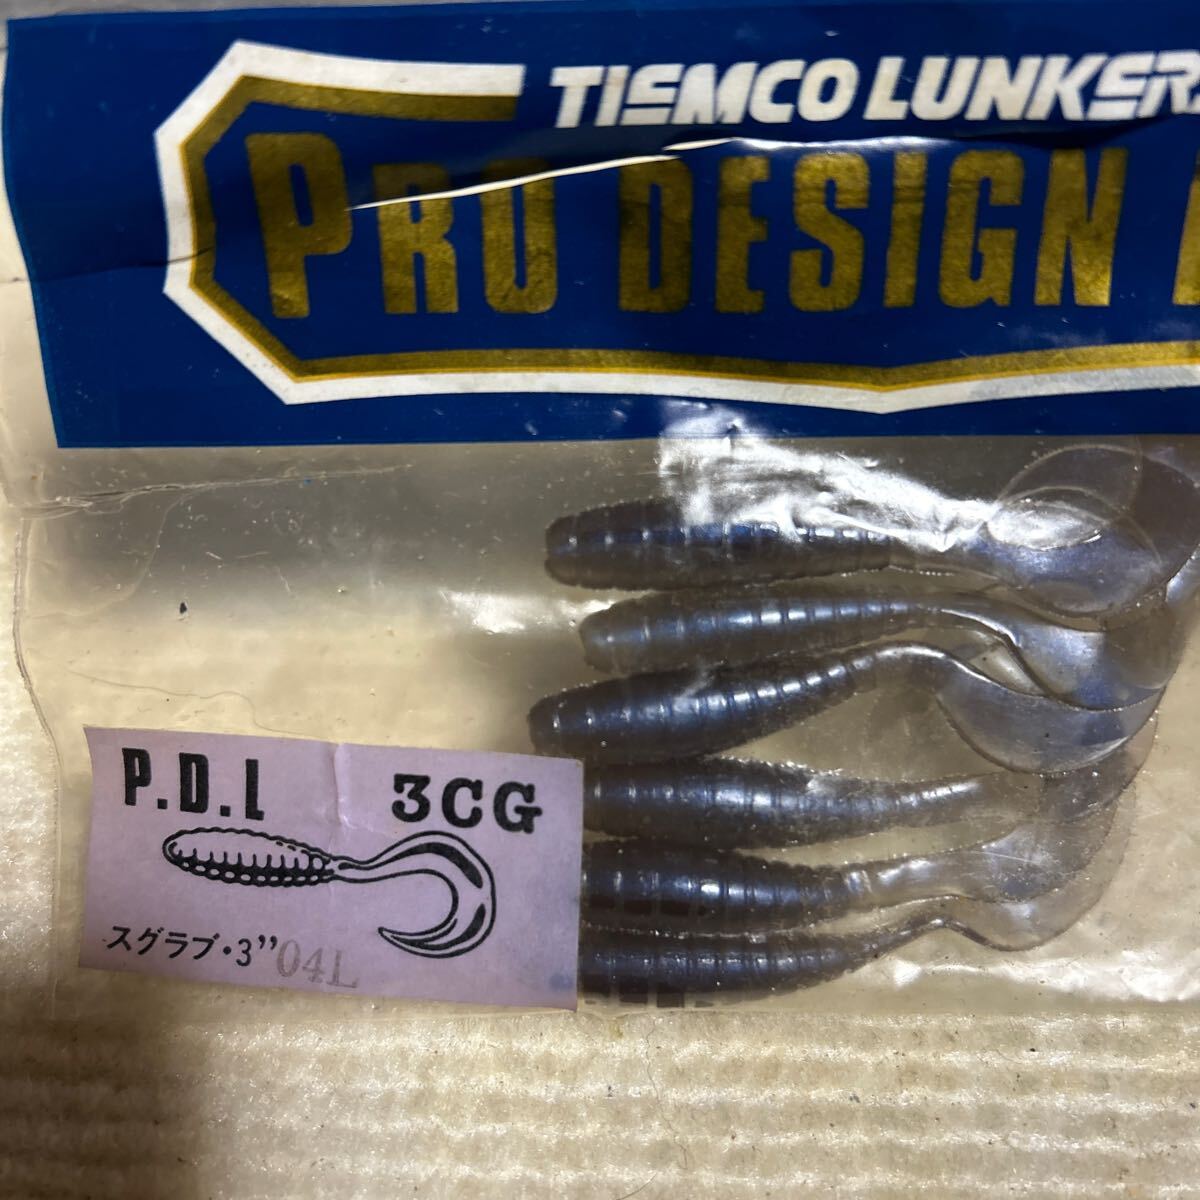 TIEMCO LUNKER
PRO DESIGN
P.D.L 3CG
スグラブ・3" 04L